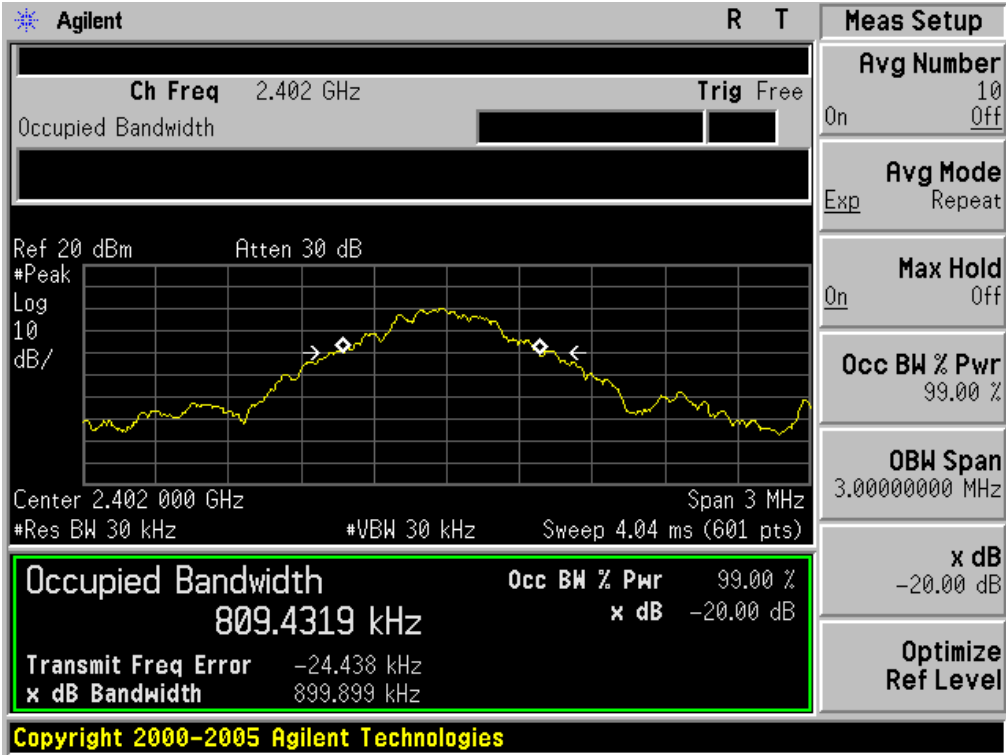 Agilent R T
Ch Freq 2.402 GHz Trig Free
Occupied Bandwidth
Ref 20 dBm Atten 30 dB
#Peak
Log
10
dB/
Center 2.402 000 GHz Span 3 MHz
#Res BW 30 kHz #VBW 30 kHz Sweep 4.04 ms (601 pts)
Occupied Bandwidth
809.4319 kHz
Occ BW % Pwr 99.00 %
x dB -20.00 dB
Transmit Freq Error -24.438 kHz
x dB Bandwidth 899.899 kHz
Copyright 2000-2005 Agilent Technologies
Meas Setup
Avg Number
10
On Off
Avg Mode
Exp Repeat
Max Hold
On Off
Occ BW % Pwr
99.00 %
OBW Span
3.00000000 MHz
x dB
-20.00 dB
Optimize
Ref Level